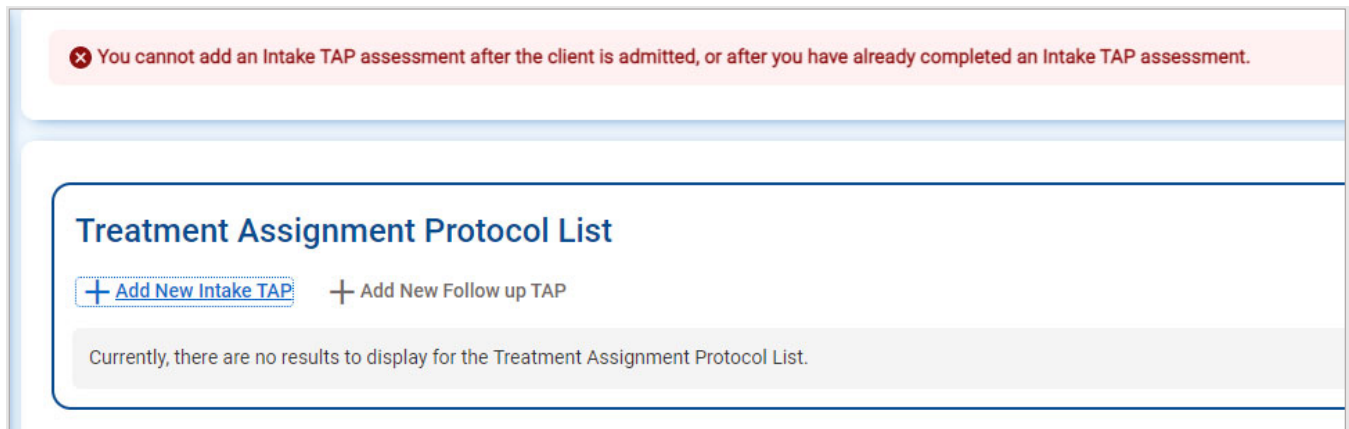 You cannot add an Intake TAP assessment after the client is admitted, or after you have already completed an Intake TAP assessment.
Treatment Assignment Protocol List
Add New Intake TAP Add New Follow up TAP
Currently, there are no results to display for the Treatment Assignment Protocol List.